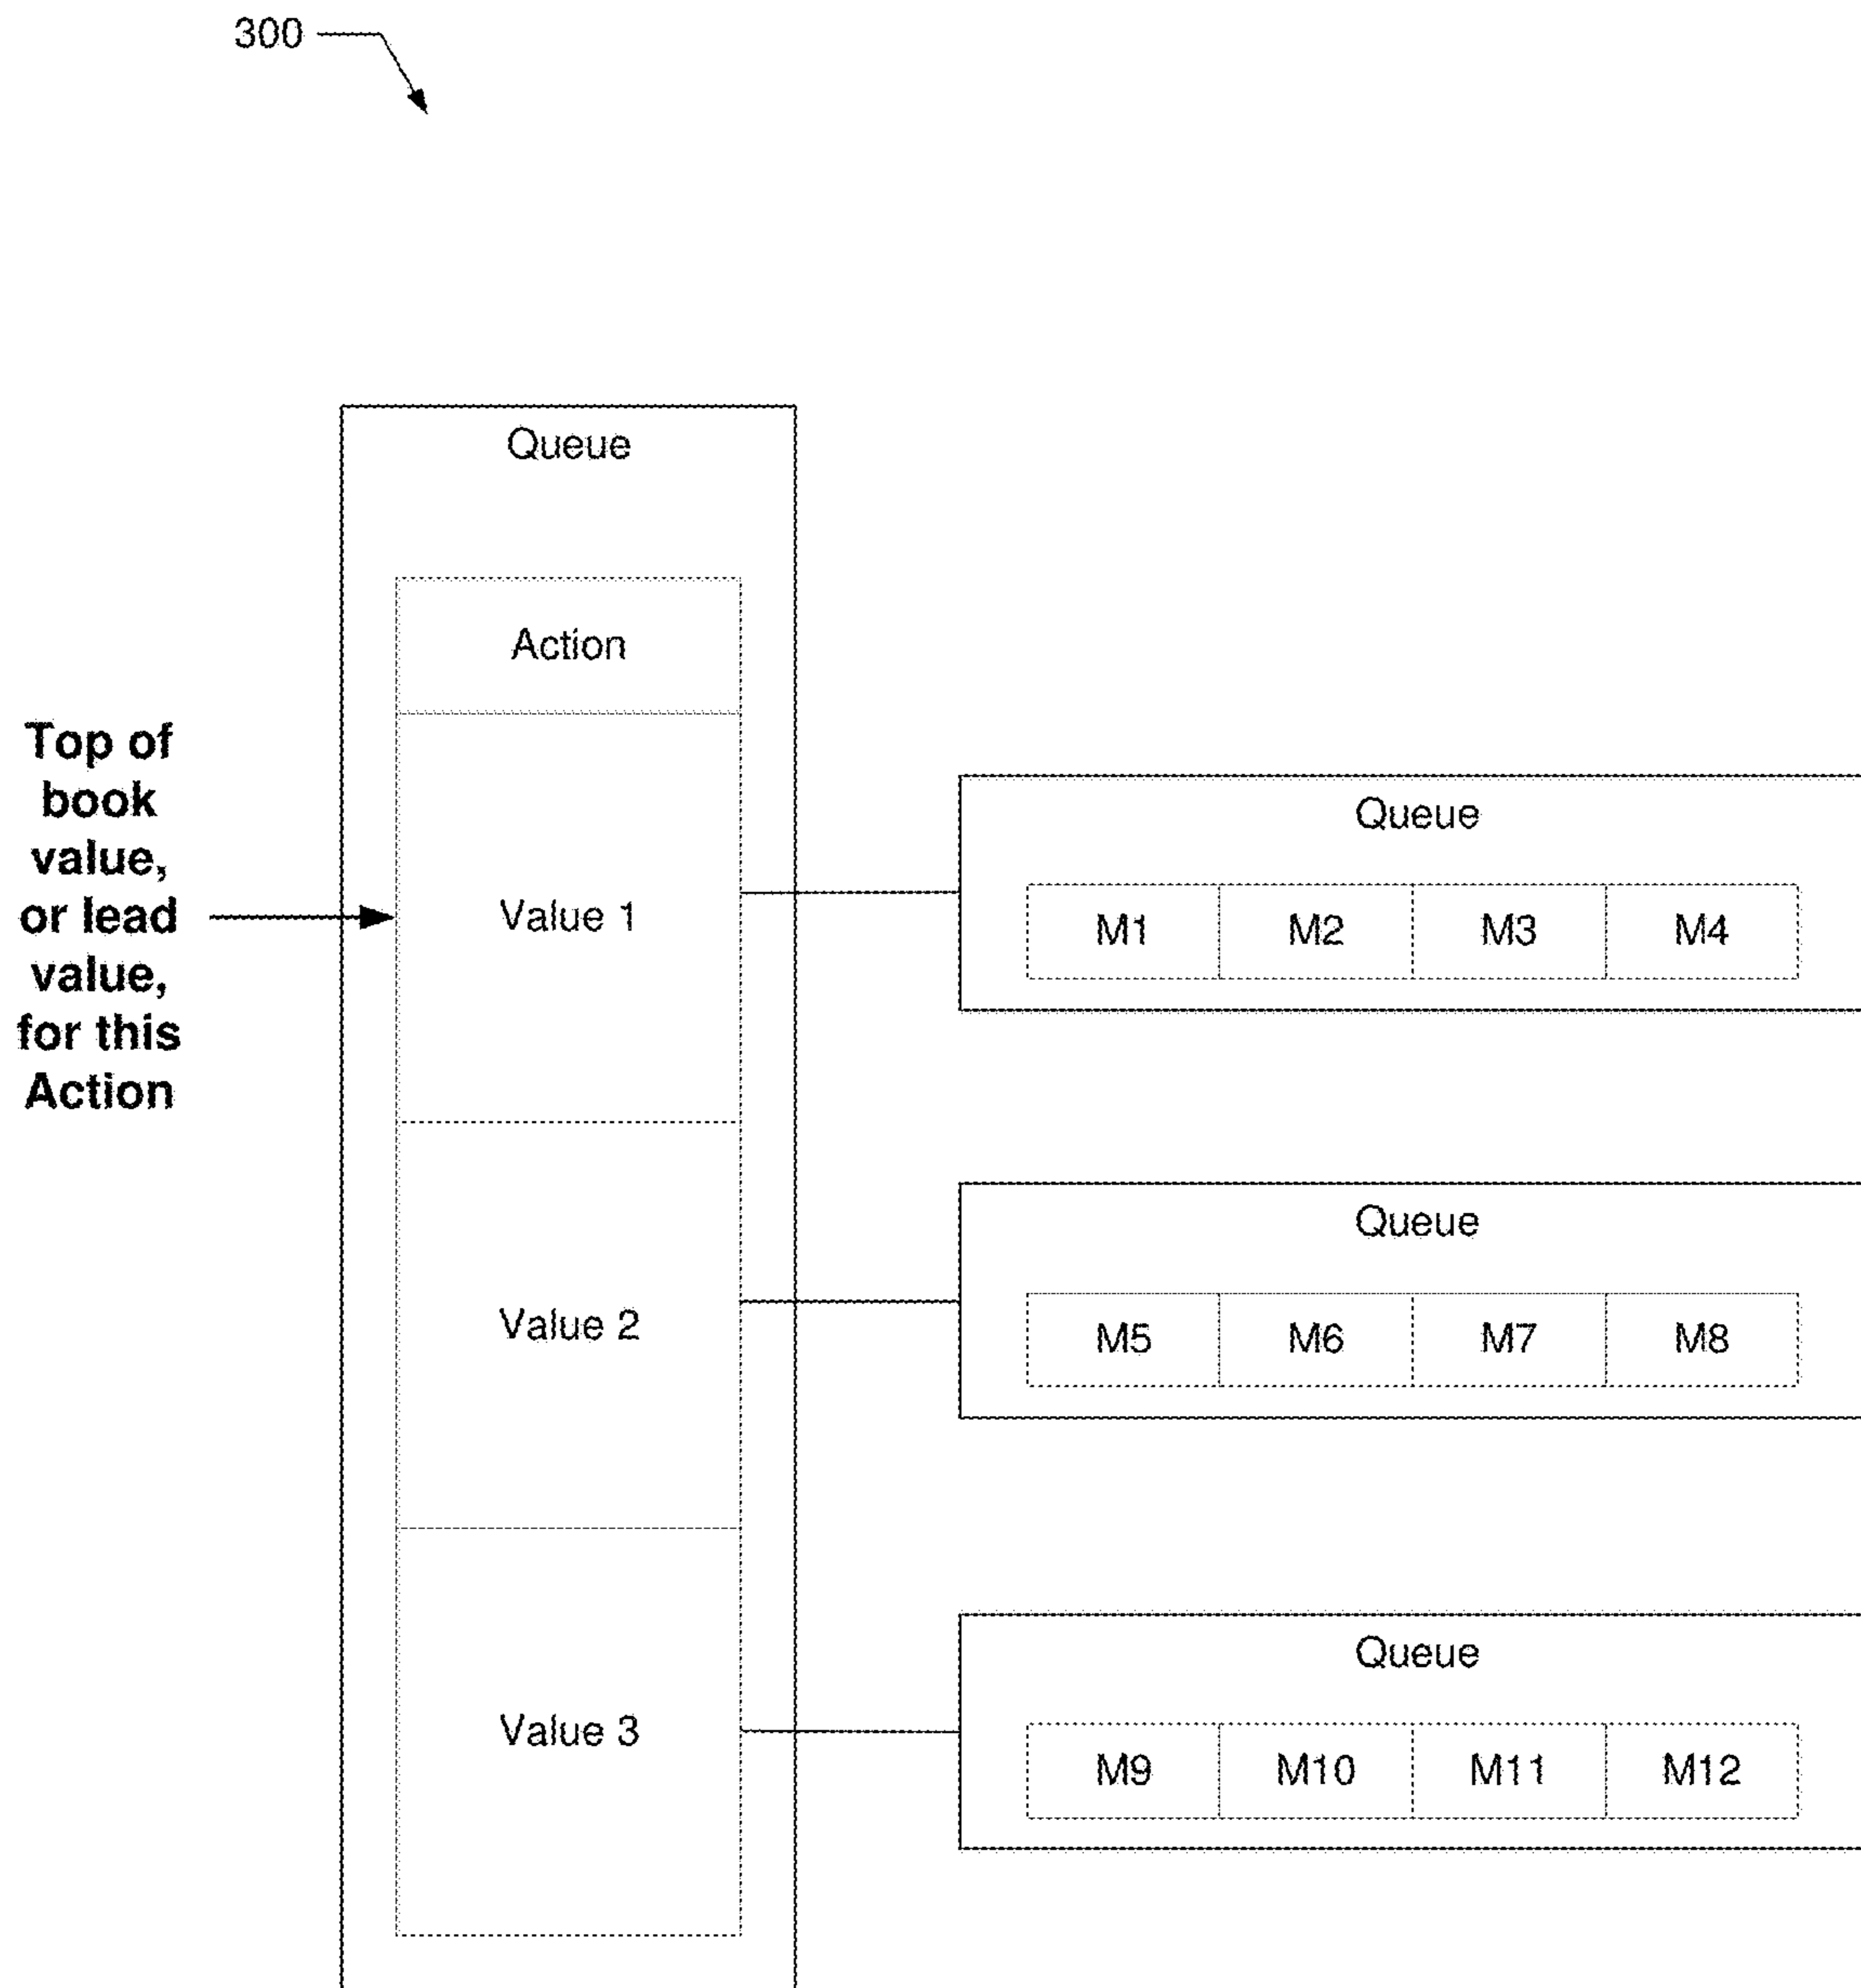 300
Queue
Action
Top of
book
value,
or lead
value,
for this
Action
Value 1
Queue
M1 M2 M3 M4
Value 2
Queue
M5 M6 M7 M8
Value 3
Queue
M9 M10 M11 M12